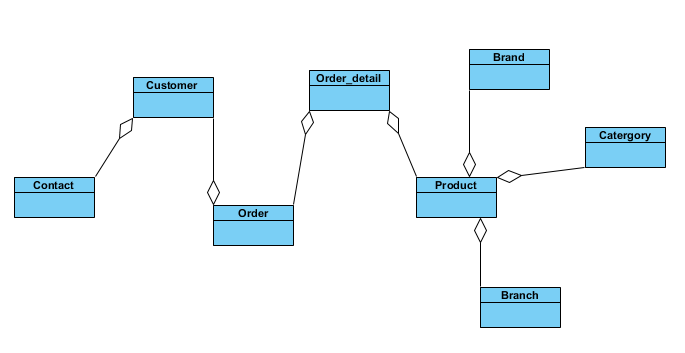 Brand
Order_detail
Customer
Catergory
Contact
Product
Order
Branch